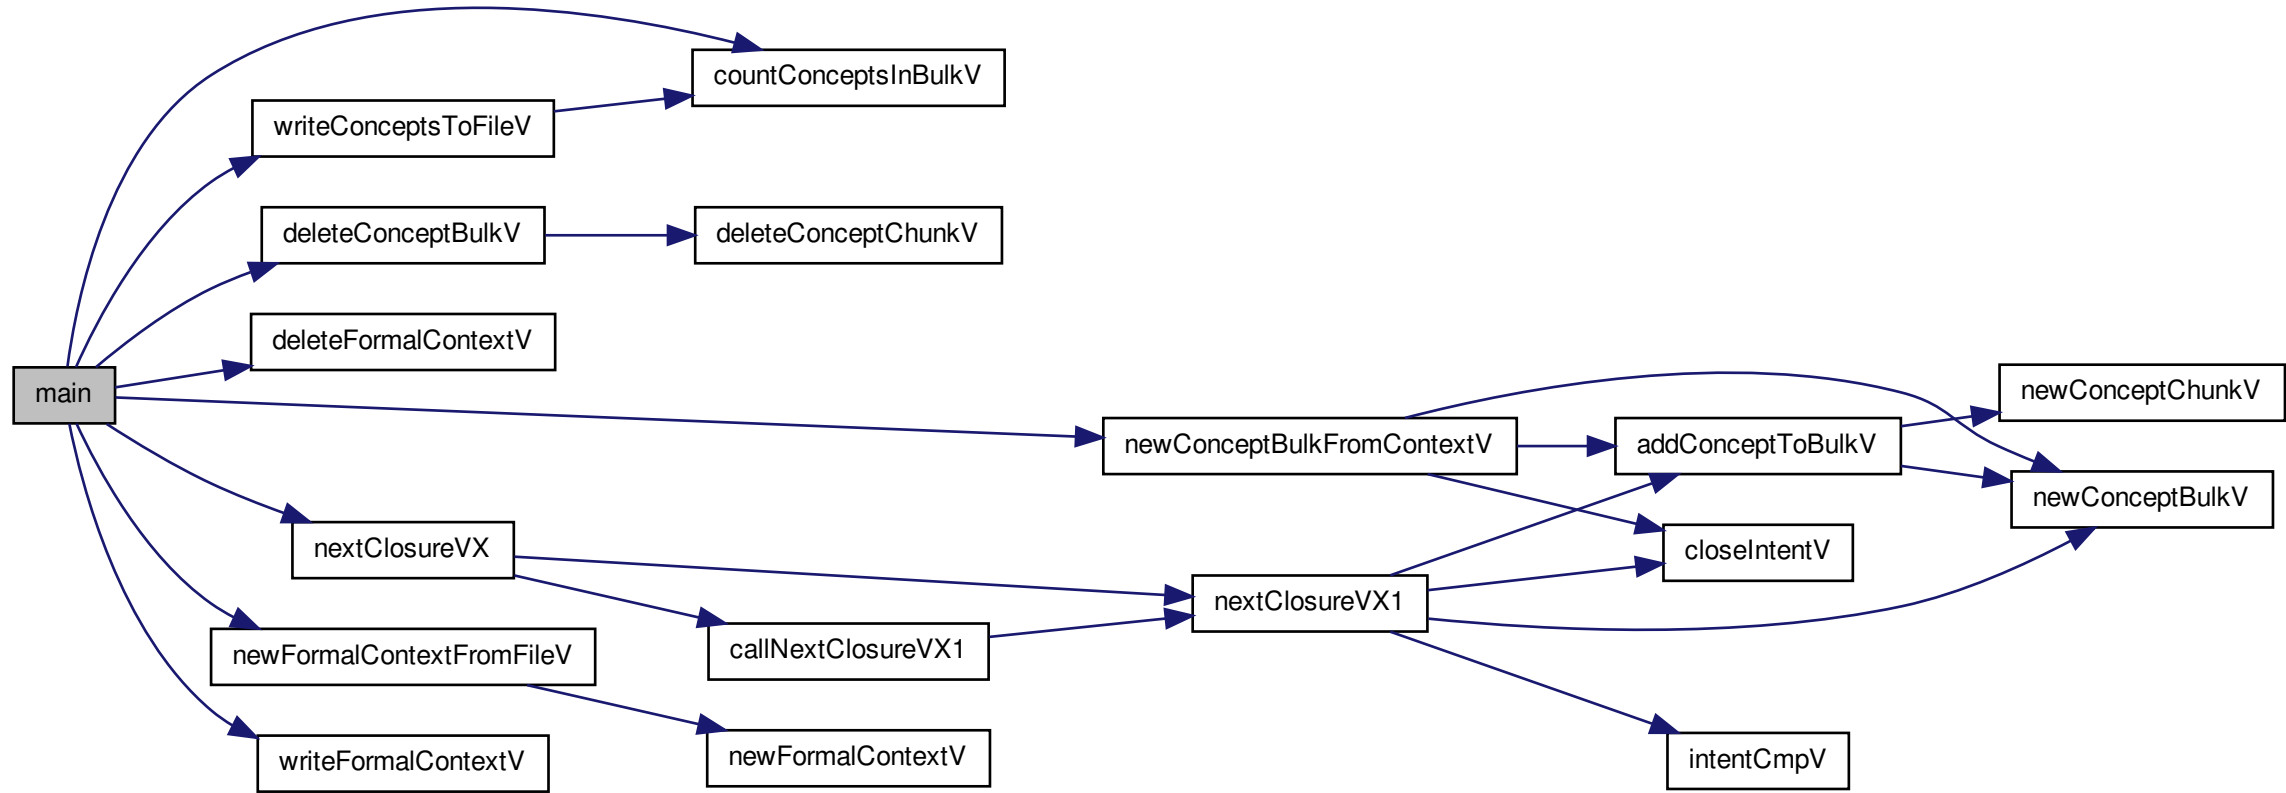 countConceptsInBulkV
writeConceptsToFileV
deleteConceptBulkV
deleteConceptChunkV
deleteFormalContextV
main
newConceptChunkV
newConceptBulkFromContextV
addConceptToBulkV
newConceptBulkV
nextClosureVX
closeIntentV
nextClosureVX1
callNextClosureVX1
newFormalContextFromFileV
writeFormalContextV
newFormalContextV
intentCmpV